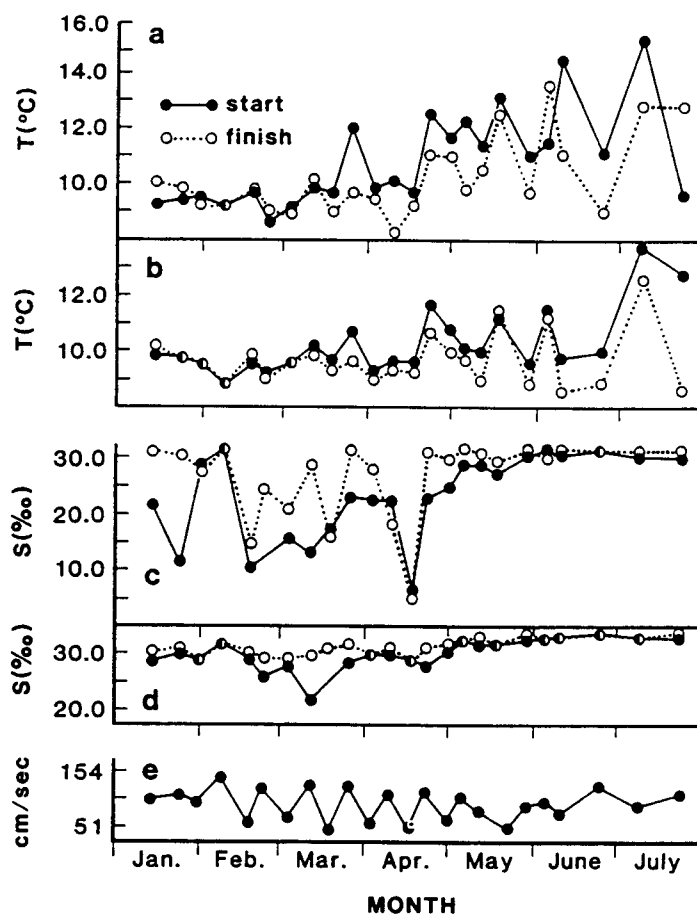 a
16.0
14.0
12.0
10.0
T(°C)
start
finish
b
12.0
10.0
T(°C)
30.0
20.0
10.0
S(‰)
c
30.0
20.0
S(‰)
d
e
154
51
cm/sec
Jan. Feb. Mar. Apr. May June July
MONTH